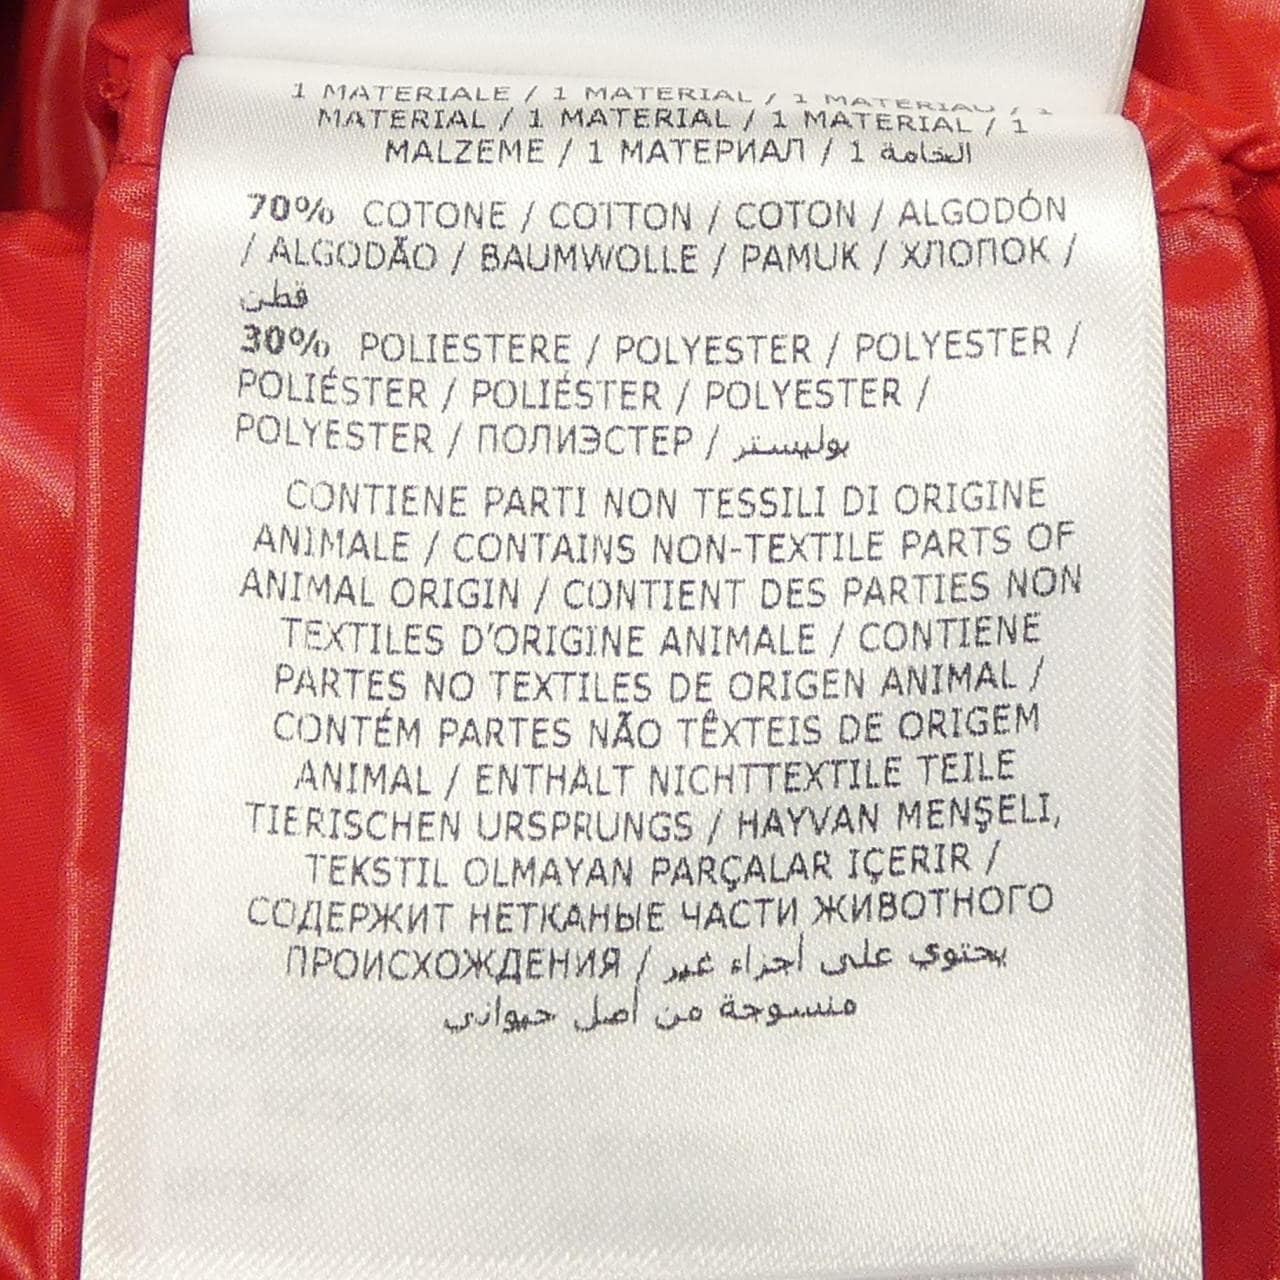 1 MATERIALE / 1 MATERIAL / 1 MATERIAL / 1
MATERIAL / 1 MATERIAL / 1 MATERIAL / 1
MALZEME / 1 МАТЕРИАЛ / 1 الخامة
70% COTONE / COTTON / COTON / ALGODÓN
/ ALGODÃO / BAUMWOLLE / PAMUK / ХЛОПОК /
قطن
30% POLIESTERE / POLYESTER / POLYESTER /
POLIÉSTER / POLIÉSTER / POLYESTER /
POLYESTER / ПОЛИЭСТЕР / بوليستر
CONTIENE PARTI NON TESSILI DI ORIGINE
ANIMALE / CONTAINS NON-TEXTILE PARTS OF
ANIMAL ORIGIN / CONTIENT DES PARTIES NON
TEXTILES D'ORIGINE ANIMALE / CONTIENE
PARTES NO TEXTILES DE ORIGEN ANIMAL /
CONTÉM PARTES NÃO TÊXTEIS DE ORIGEM
ANIMAL / ENTHÄLT NICHTTEXTILE TEILE
TIERISCHEN URSPRUNGS / HAYVAN MENŞELİ,
TEKSTIL OLMAYAN PARÇALAR IÇERIR /
СОДЕРЖИТ НЕТКАНЫЕ ЧАСТИ ЖИВОТНОГО
ПРОИСХОЖДЕНИЯ / يحتوي على أجزاء غير
منسوجة من أصل حيواني